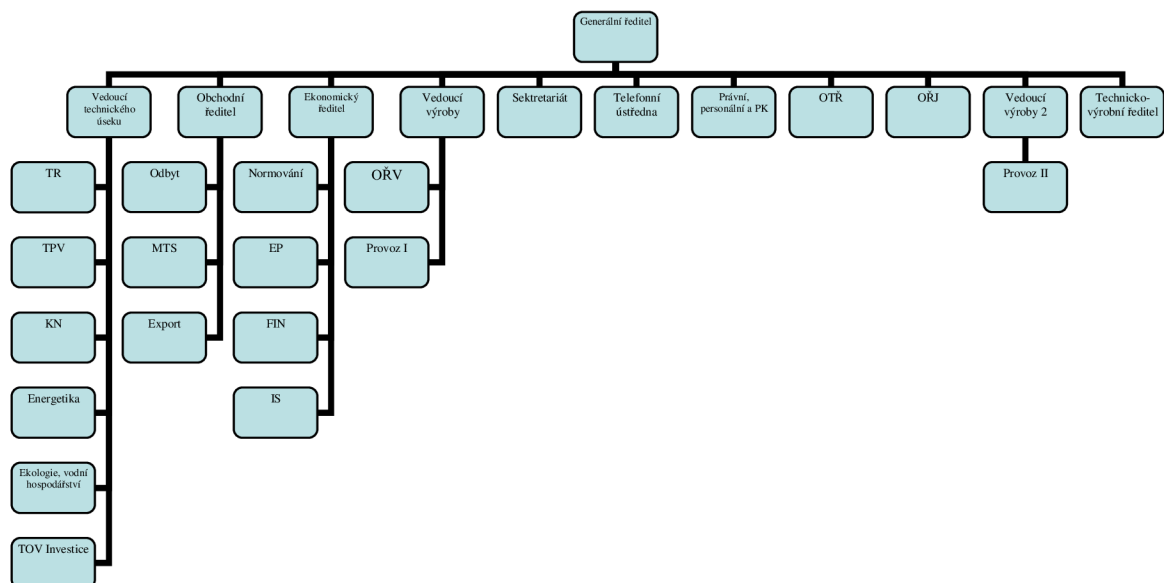 Generální ředitel
Vedoucí
technického
úseku
Obchodní
ředitel
Ekonomický
ředitel
Vedoucí
výroby
Sektretariát
Telefonní
ústředna
Právní,
personální a PK
OTŘ
OŘJ
Vedoucí
výroby 2
Technicko-
výrobní ředitel
TR
Odbyt
Normování
OŘV
Provoz II
TPV
MTS
EP
Provoz I
KN
Export
FIN
Energetika
IS
Ekologie, vodní
hospodářství
TOV Investice